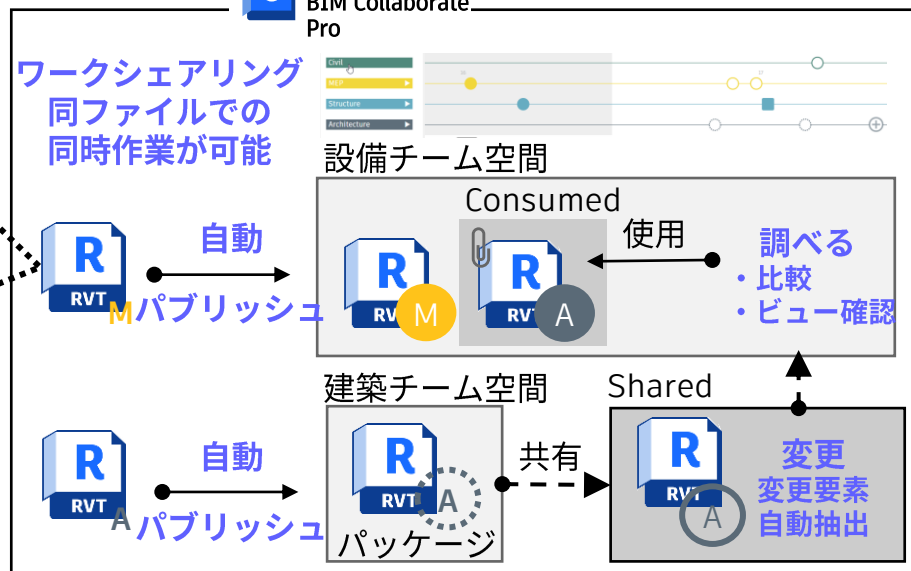 BIM Collaborate
Pro
ワークシェアリング
同ファイルでの
同時作業が可能
Civil
MEP
Structure
Architecture
設備チーム空間
Consumed
使用
調べる
・比較
・ビュー確認
自動
パブリッシュ
R
RVT
M
R
RV
M
R
RVT
A
建築チーム空間
Shared
自動
パブリッシュ
R
RVT
A
R
RVT
A
パッケージ
共有
R
RVT
A
変更
変更要素
自動抽出